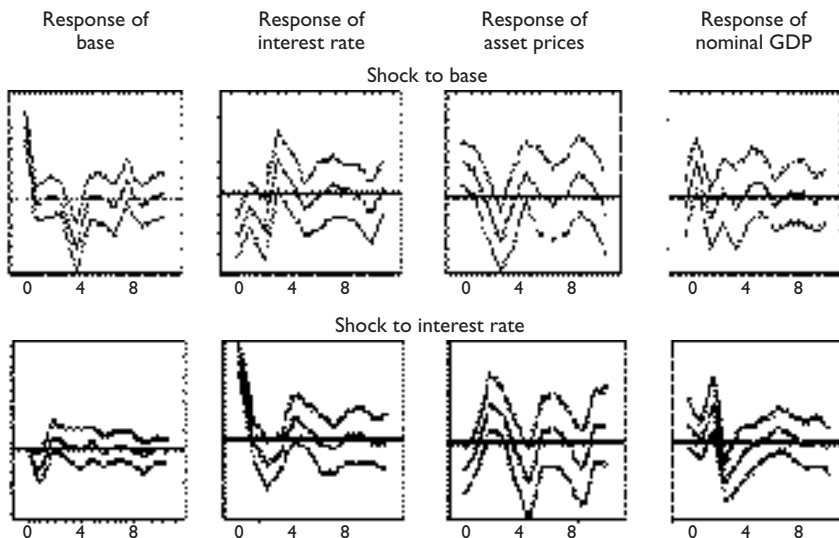 Response of
base
Response of
interest rate
Response of
asset prices
Response of
nominal GDP
Shock to base
0 4 8
0 4 8
0 4 8
0 4 8
Shock to interest rate
0 4 8
0 4 8
0 4 8
0 4 8